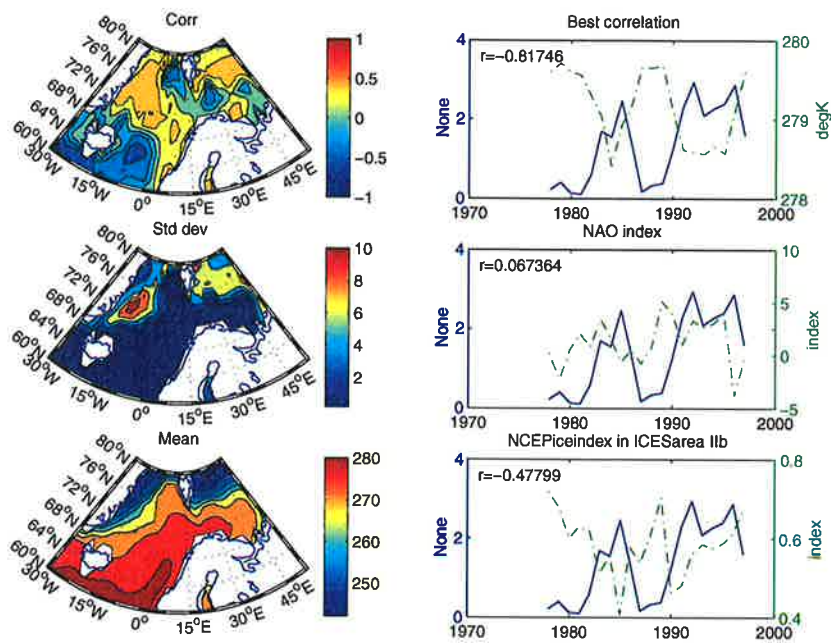 Corr
80°N
76°N
72°N
68°N
64°N
60°N
30°W
15°W
0°
15°E
30°E
45°E
1
0.5
0
−0.5
−1
Std dev
80°N
76°N
72°N
68°N
64°N
60°N
30°W
15°W
0°
15°E
30°E
45°E
10
8
6
4
2
Mean
80°N
76°N
72°N
68°N
64°N
60°N
30°W
15°W
0°
15°E
30°E
45°E
280
270
260
250
Best correlation
r=−0.81746
None
4
2
0
degK
280
279
278
1970
1980
1990
2000
NAO index
r=0.067364
None
4
2
0
index
10
5
0
−5
1970
1980
1990
2000
NCEPiceindex in ICESarea IIb
r=−0.47799
None
4
2
0
index
0.8
0.6
0.4
1970
1980
1990
2000